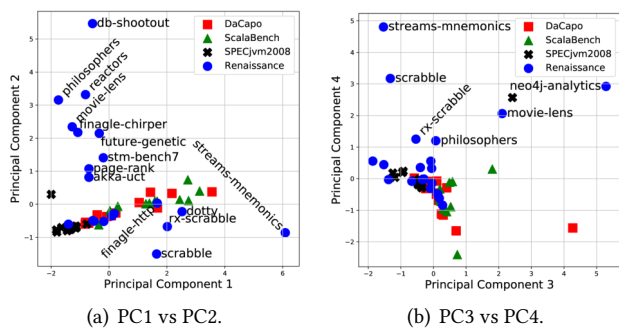 db-shootout
philosophers
reactors
movie-lens
finagle-chirper
future-genetic
stm-bench7
page-rank
akka-uct
finagle-http
dotty
rx-scrabble
streams-mnemonics
scrabble
DaCapo
ScalaBench
SPECjvm2008
Renaissance
Principal Component 2
5
4
3
2
1
0
−1
−2
0
2
4
6
Principal Component 1
(a) PC1 vs PC2.
streams-mnemonics
scrabble
rx-scrabble
philosophers
neo4j-analytics
movie-lens
DaCapo
ScalaBench
SPECjvm2008
Renaissance
Principal Component 4
5
4
3
2
1
0
−1
−2
−2
−1
0
1
2
3
4
5
Principal Component 3
(b) PC3 vs PC4.